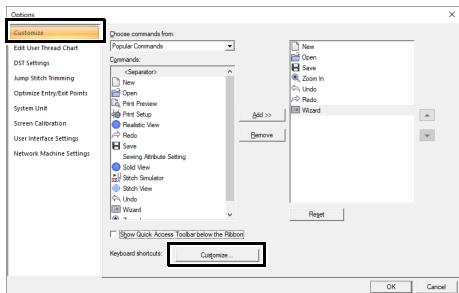 Options
Customize
Edit User Thread Chart
DST Settings
Jump Stitch Trimming
Optimize Entry/Exit Points
System Unit
Screen Calibration
User Interface Settings
Network Machine Settings
Choose commands from:
Popular Commands
Commands:
<Separator>
New
Open
Print Preview
Print Setup
Realistic View
Redo
Save
Sewing Attribute Setting
Solid View
Stitch Simulator
Stitch View
Undo
Wizard
Add >>
Remove
New
Open
Save
Zoom In
Undo
Redo
Wizard
Reset
Show Quick Access Toolbar below the Ribbon
Keyboard shortcuts:
Customize...
OK
Cancel